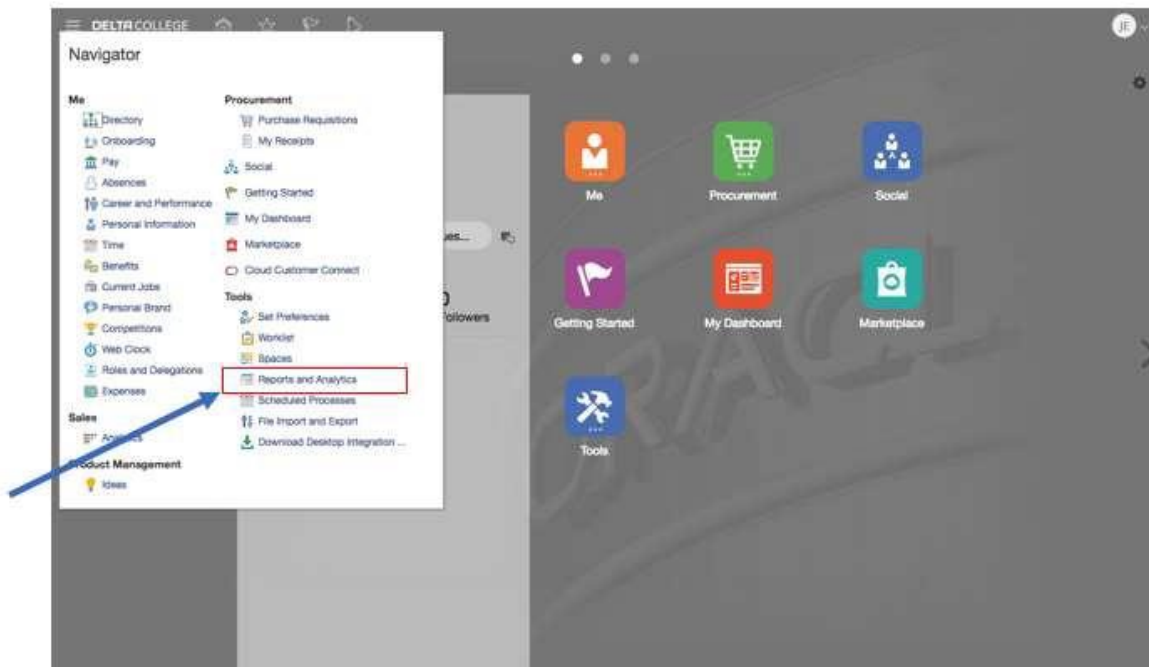 DELTA COLLEGE
JE
Navigator
Me
Directory
Onboarding
Pay
Absences
Career and Performance
Personal Information
Time
Benefits
Current Jobs
Personal Brand
Competitions
Web Clock
Roles and Delegations
Expenses
Sales
Product Management
Ideas
Procurement
Purchase Requisitions
My Receipts
Social
Getting Started
My Dashboard
Marketplace
Cloud Customer Connect
Tools
Set Preferences
Worklist
Spaces
Reports and Analytics
Scheduled Processes
File Import and Export
Download Desktop Integration ...
ues...
Followers
Me
Procurement
Social
Getting Started
My Dashboard
Marketplace
Tools